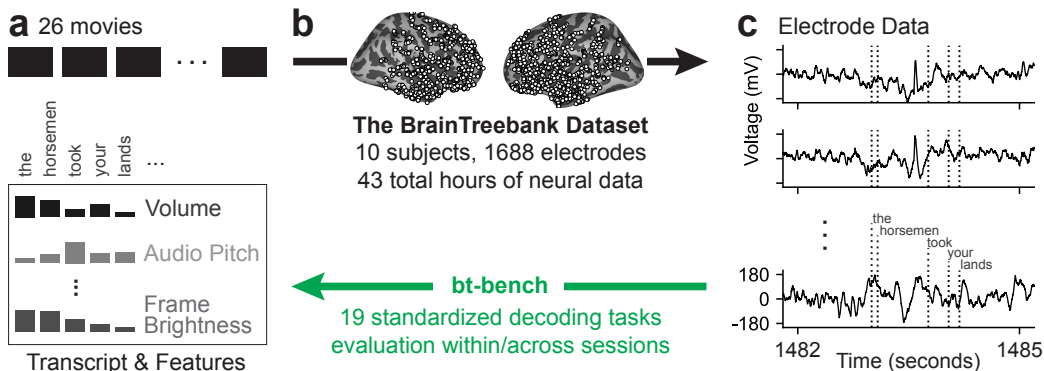 a 26 movies
. . .
the
horsemen
took
your
lands
...
Volume
Audio Pitch
...
Frame
Brightness
Transcript & Features
b
The BrainTreebank Dataset
10 subjects, 1688 electrodes
43 total hours of neural data
bt-bench
19 standardized decoding tasks
evaluation within/across sessions
c Electrode Data
Voltage (mV)
the
horsemen
took
your
lands
180
0
-180
1482
1485
Time (seconds)